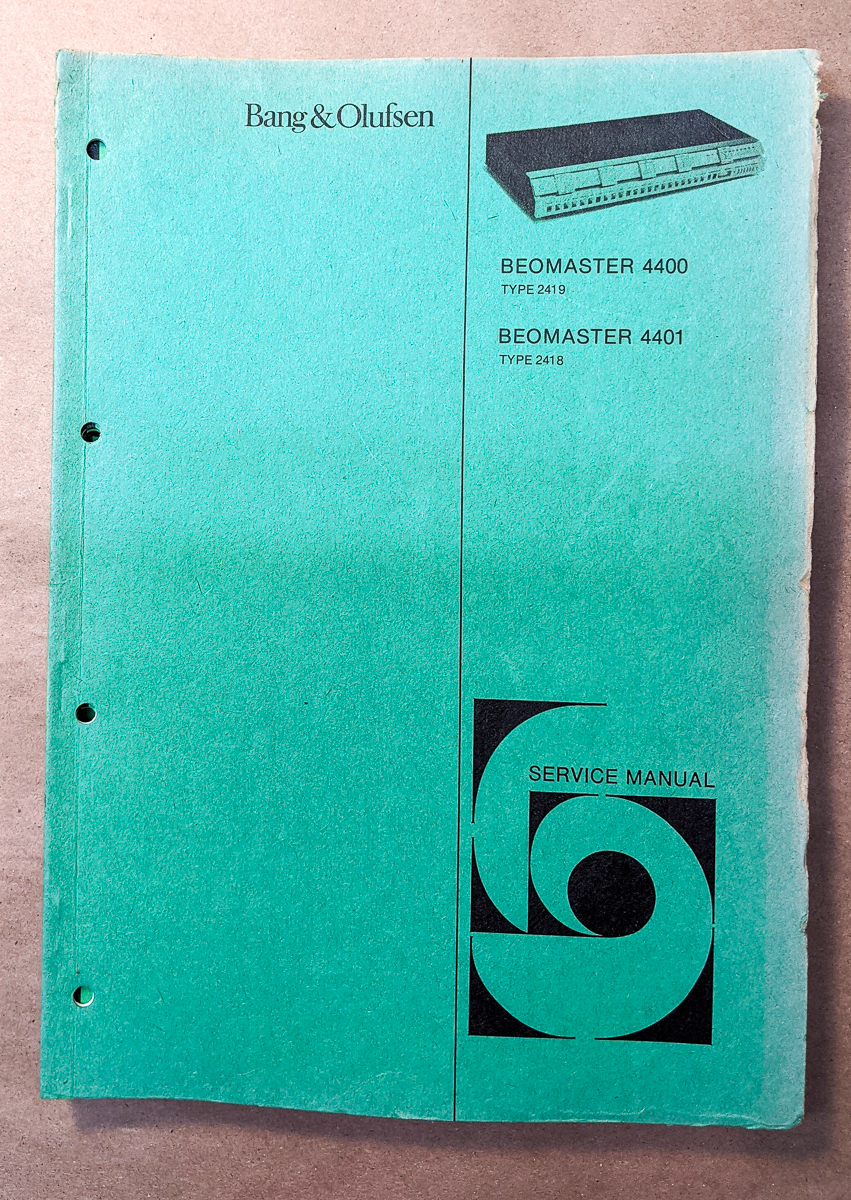 Bang & Olufsen
BEOMASTER 4400
TYPE 2419
BEOMASTER 4401
TYPE 2418
SERVICE MANUAL